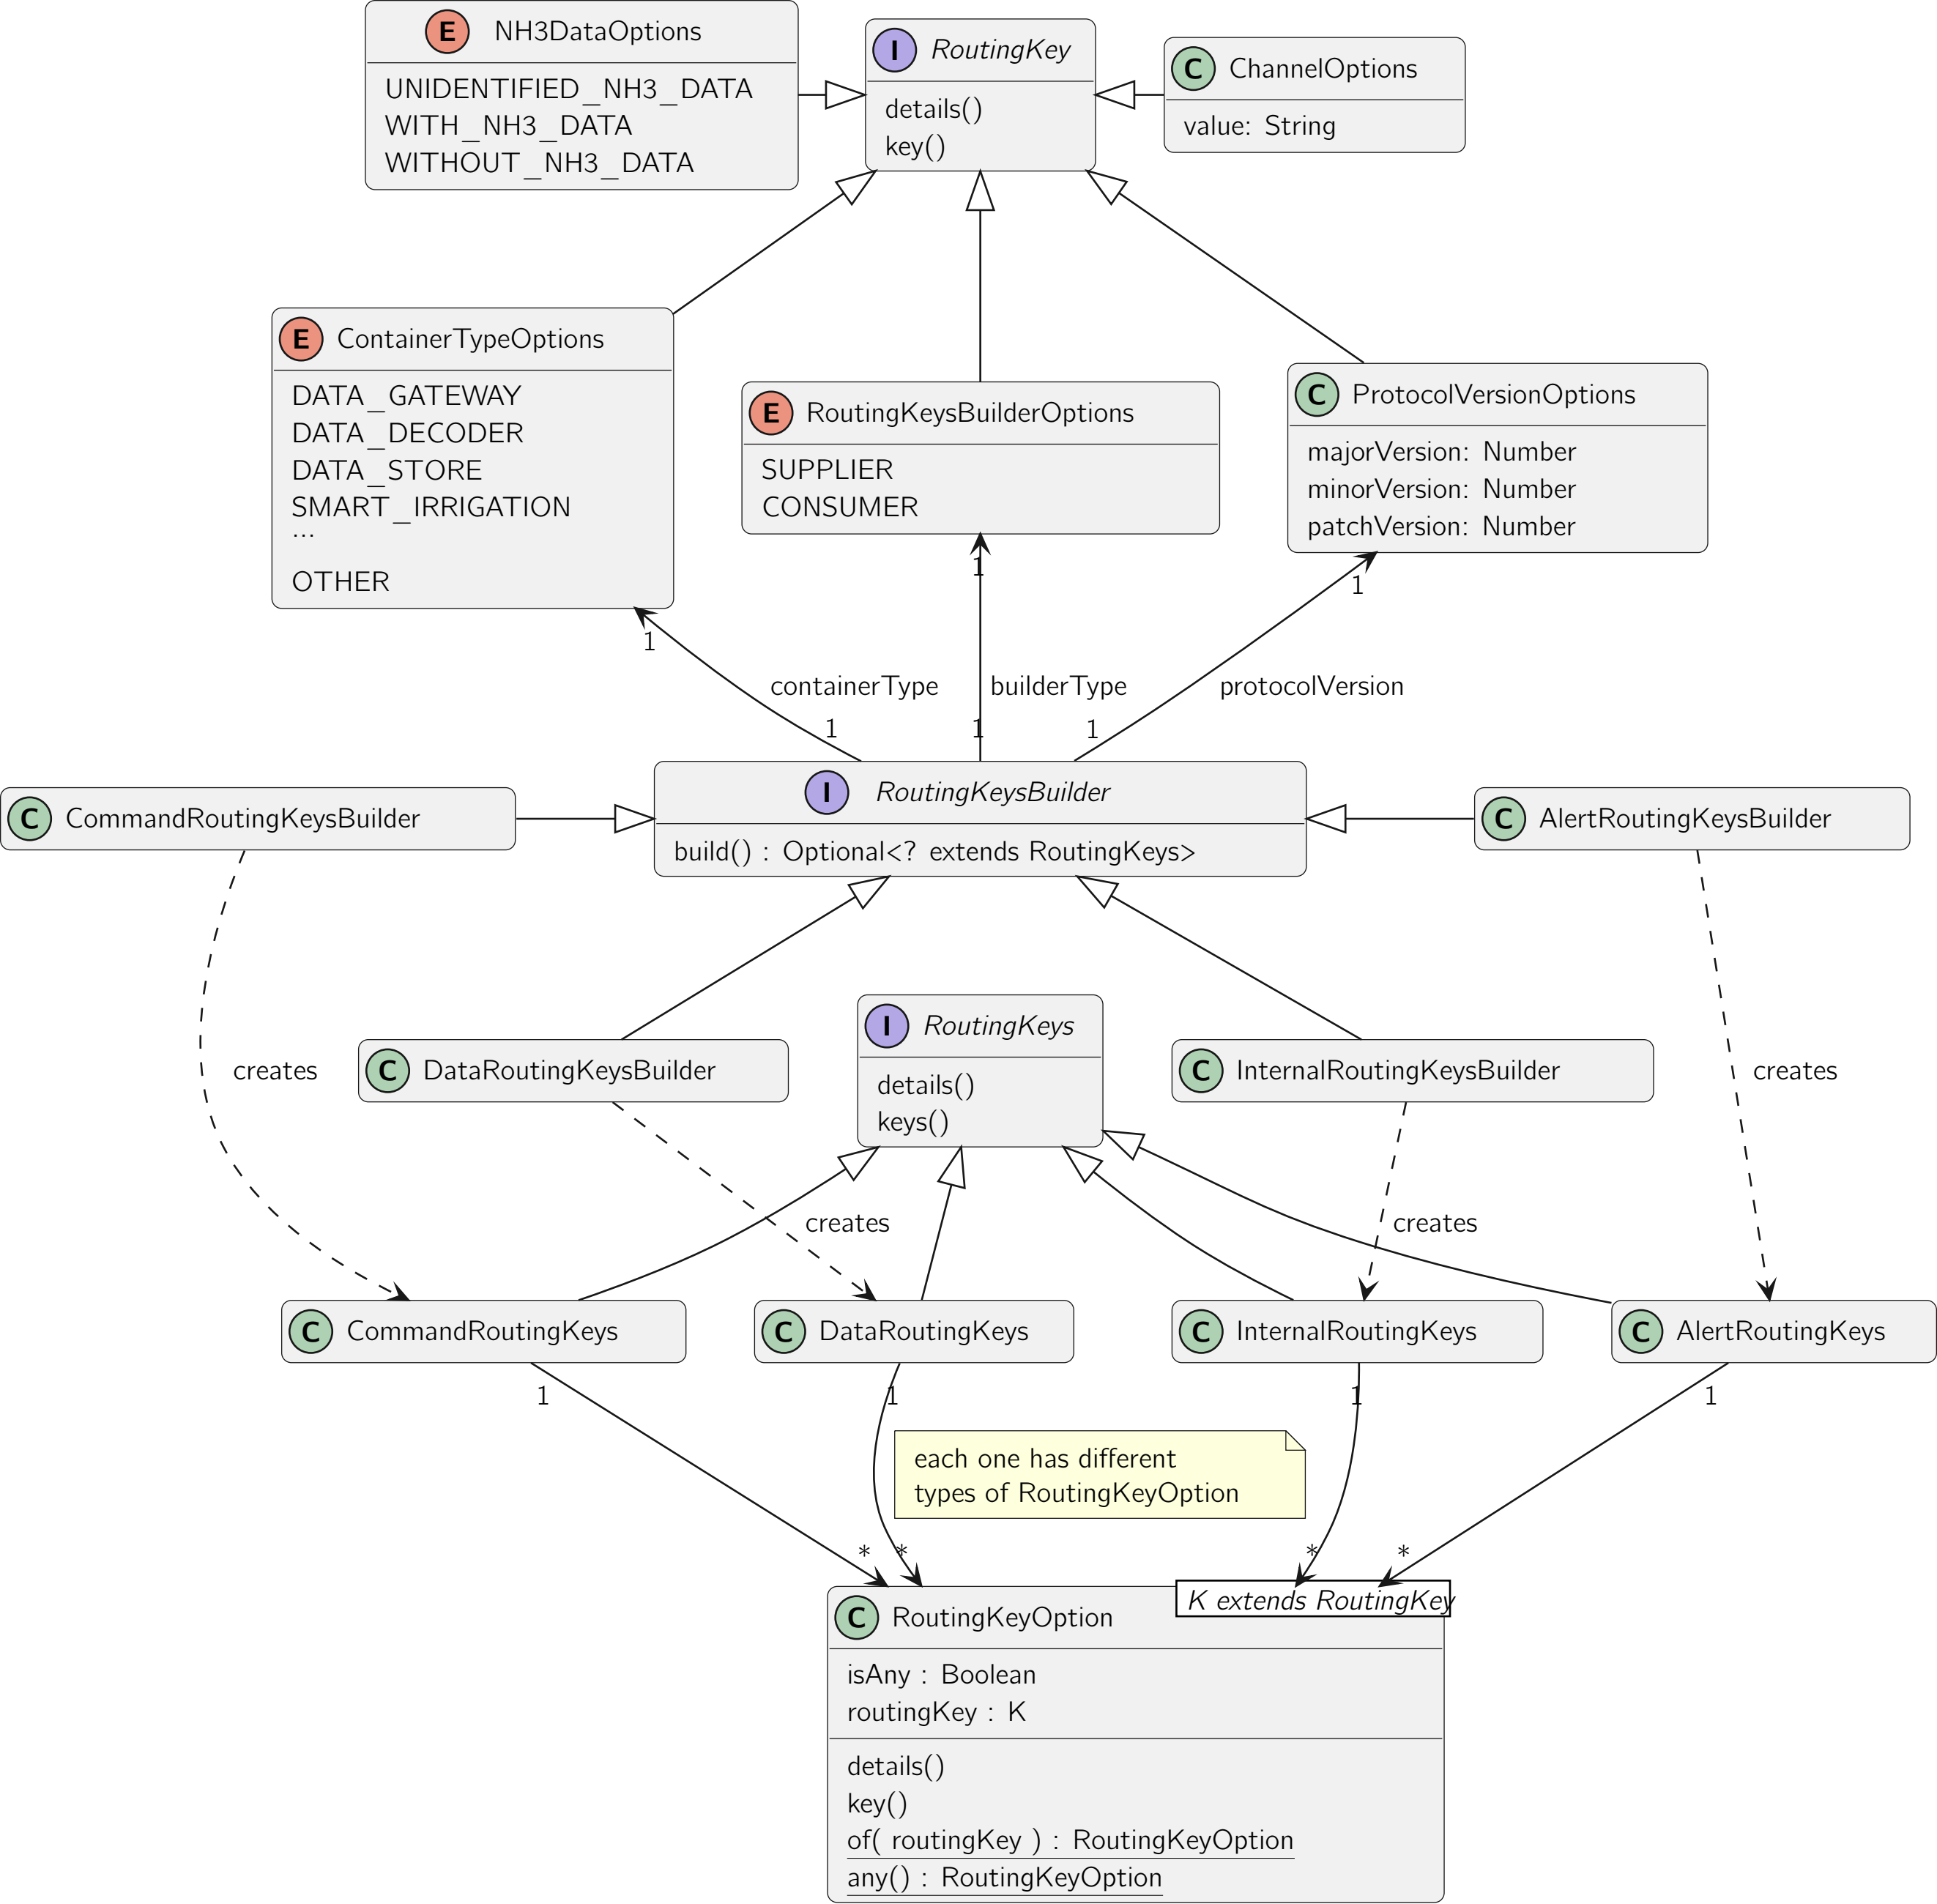 E NH3DataOptions
UNIDENTIFIED_NH3_DATA
WITH_NH3_DATA
WITHOUT_NH3_DATA
I RoutingKey
details()
key()
C ChannelOptions
value: String
E ContainerTypeOptions
DATA_GATEWAY
DATA_DECODER
DATA_STORE
SMART_IRRIGATION
...
OTHER
E RoutingKeysBuilderOptions
SUPPLIER
CONSUMER
C ProtocolVersionOptions
majorVersion: Number
minorVersion: Number
patchVersion: Number
1
1
1
containerType
builderType
protocolVersion
1
1
1
C CommandRoutingKeysBuilder
I RoutingKeysBuilder
build() : Optional<? extends RoutingKeys>
C AlertRoutingKeysBuilder
creates
C DataRoutingKeysBuilder
I RoutingKeys
details()
keys()
C InternalRoutingKeysBuilder
creates
creates
creates
C CommandRoutingKeys
C DataRoutingKeys
C InternalRoutingKeys
C AlertRoutingKeys
1
1
1
1
each one has different
types of RoutingKeyOption
*
*
*
*
K extends RoutingKey
C RoutingKeyOption
isAny : Boolean
routingKey : K
details()
key()
of( routingKey ) : RoutingKeyOption
any() : RoutingKeyOption